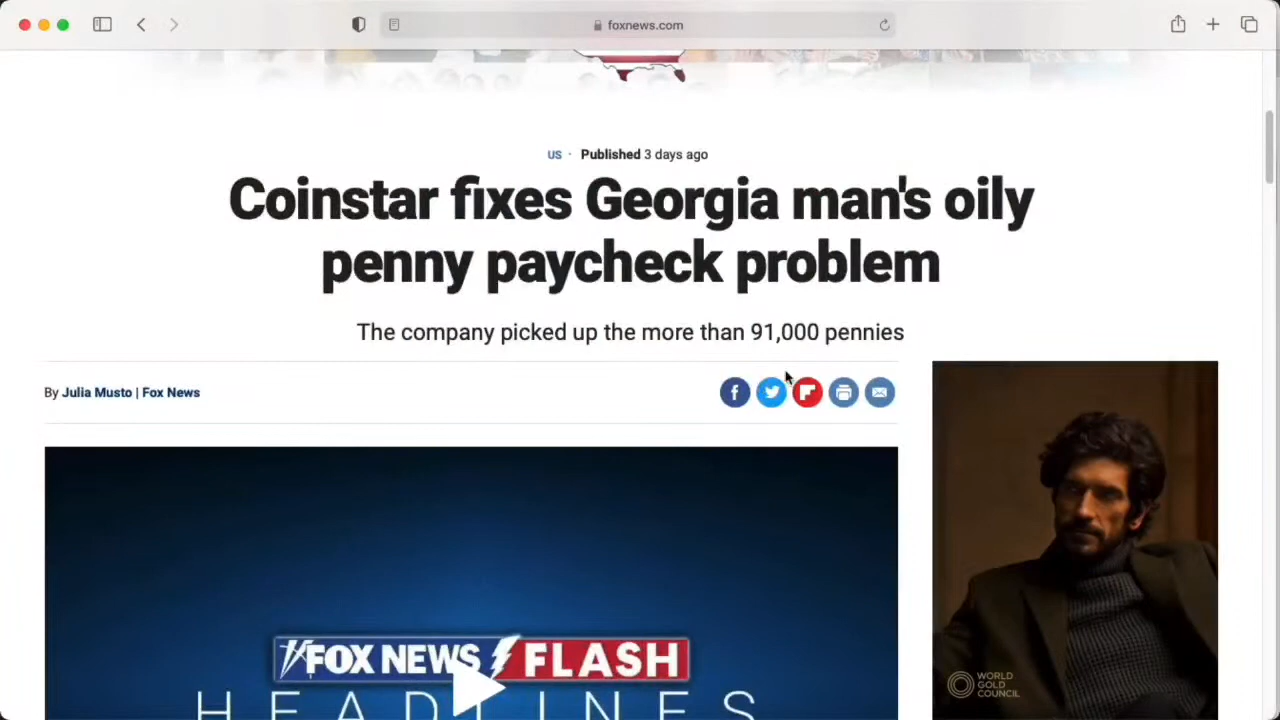 foxnews.com
US · Published 3 days ago
Coinstar fixes Georgia man's oily
penny paycheck problem
The company picked up the more than 91,000 pennies
By Julia Musto | Fox News
FOX NEWS FLASH
HEADLINES
WORLD
GOLD
COUNCIL